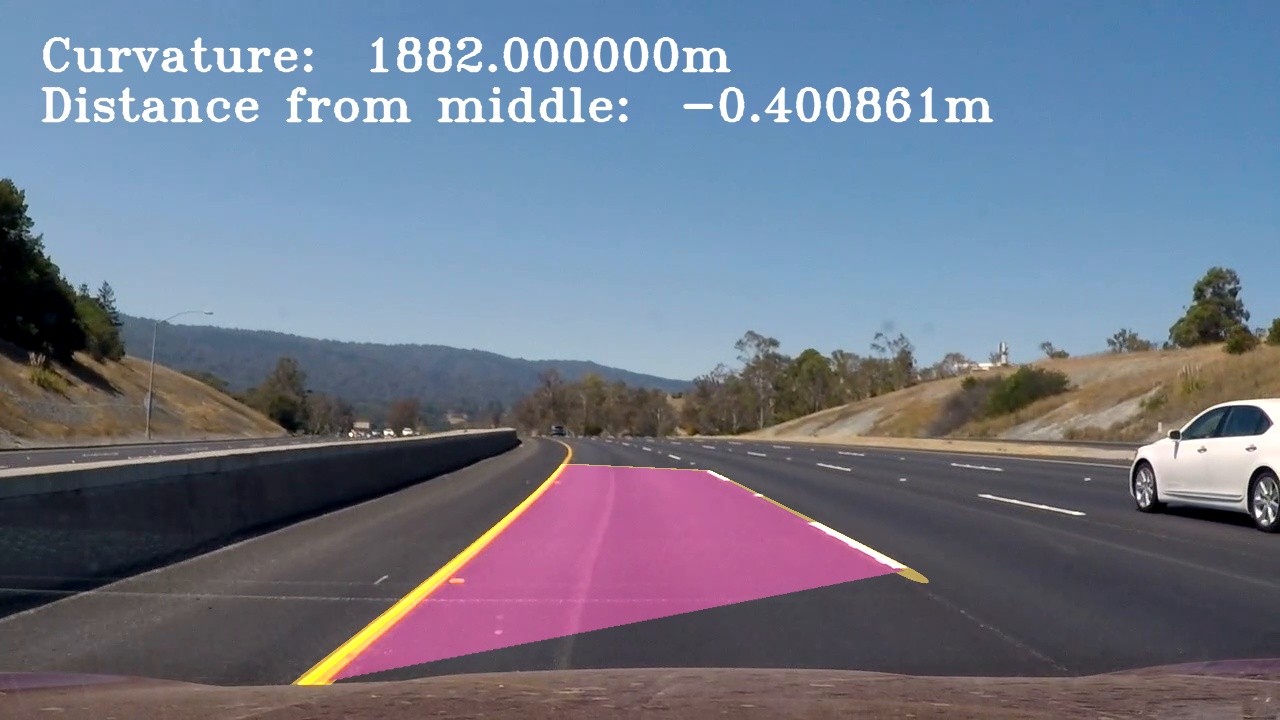 Curvature:  1882.000000m
Distance from middle:  −0.400861m